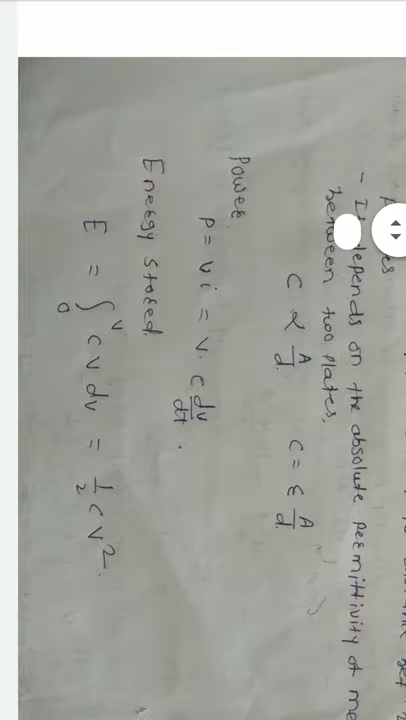 - It depends on the absolute permittivity of me
between two plates.
C ∝ A/d. C = ε A/d.
Power.
P = vi = v. c dv/dt.
Energy stored.
E = ∫₀ᵛ c v dv = 1/2 c v².